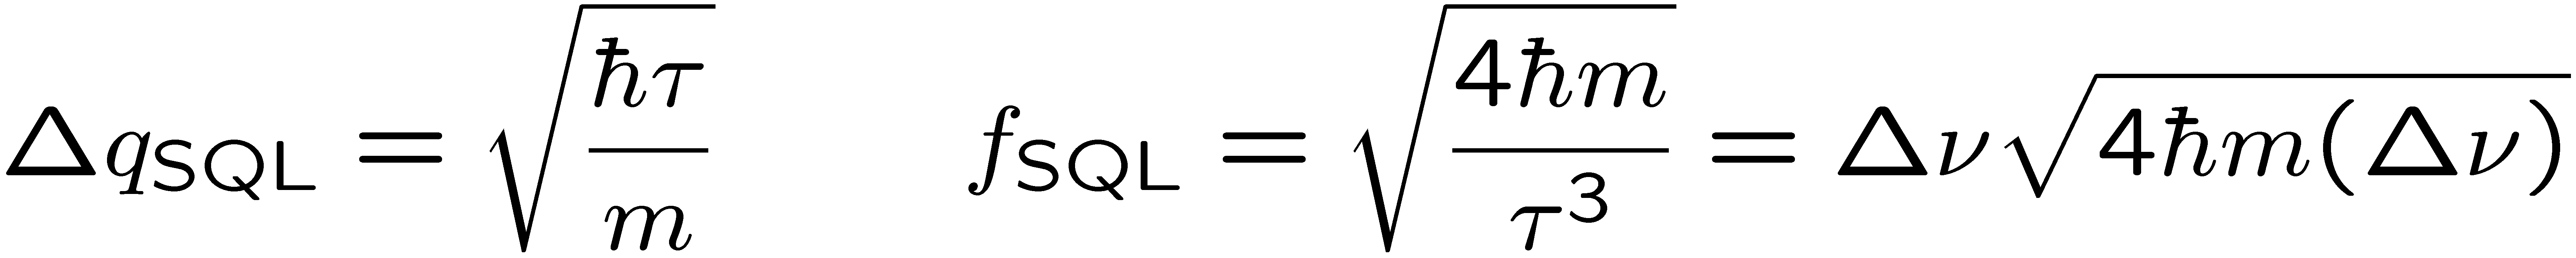 Δq_SQL = √(ħτ/m)   f_SQL = √(4ħm/τ³) = Δν√(4ħm(Δν))